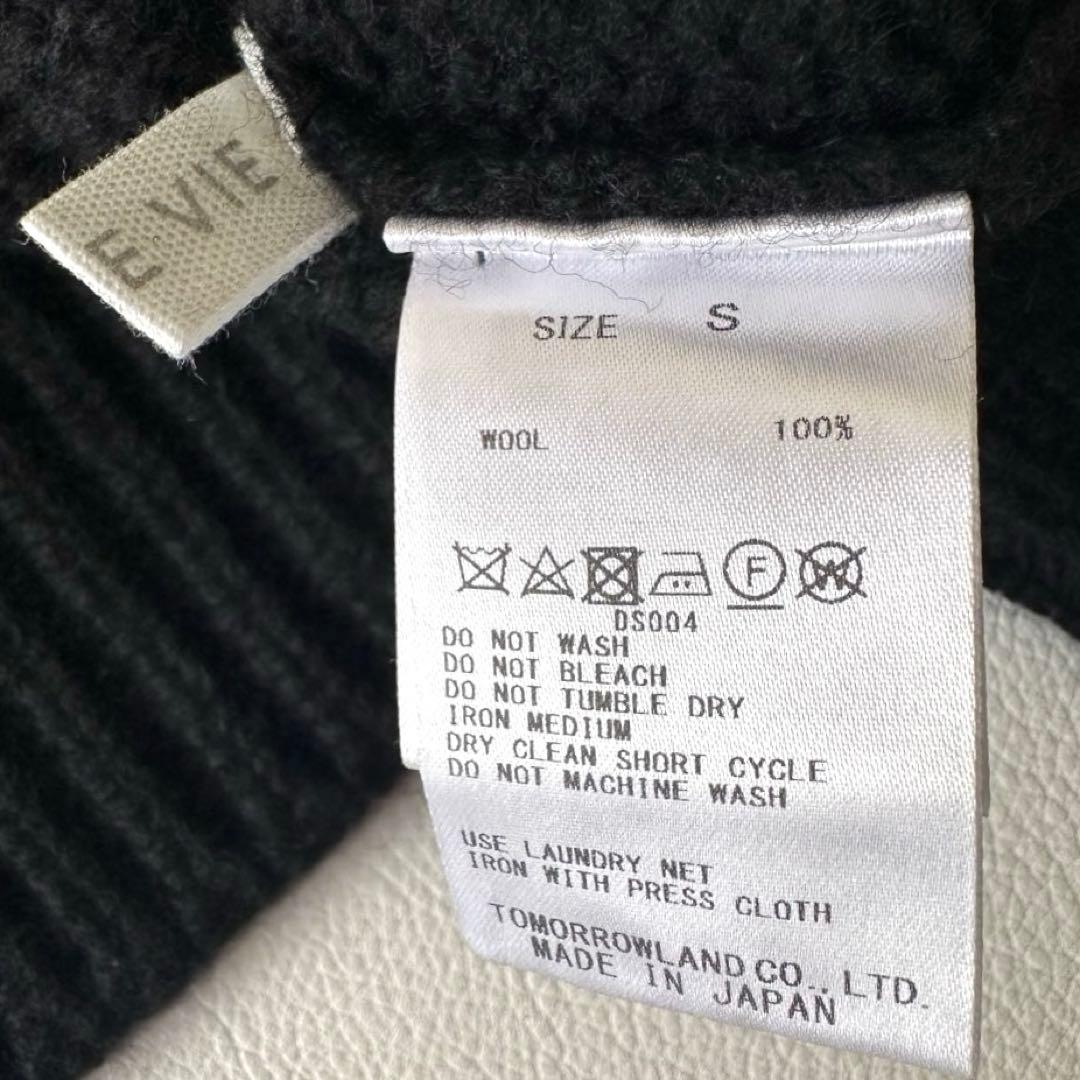 E VIE
SIZE S
WOOL 100%
F W
DS004
DO NOT WASH
DO NOT BLEACH
DO NOT TUMBLE DRY
IRON MEDIUM
DRY CLEAN SHORT CYCLE
DO NOT MACHINE WASH
USE LAUNDRY NET
IRON WITH PRESS CLOTH
TOMORROWLAND CO., LTD.
MADE IN JAPAN